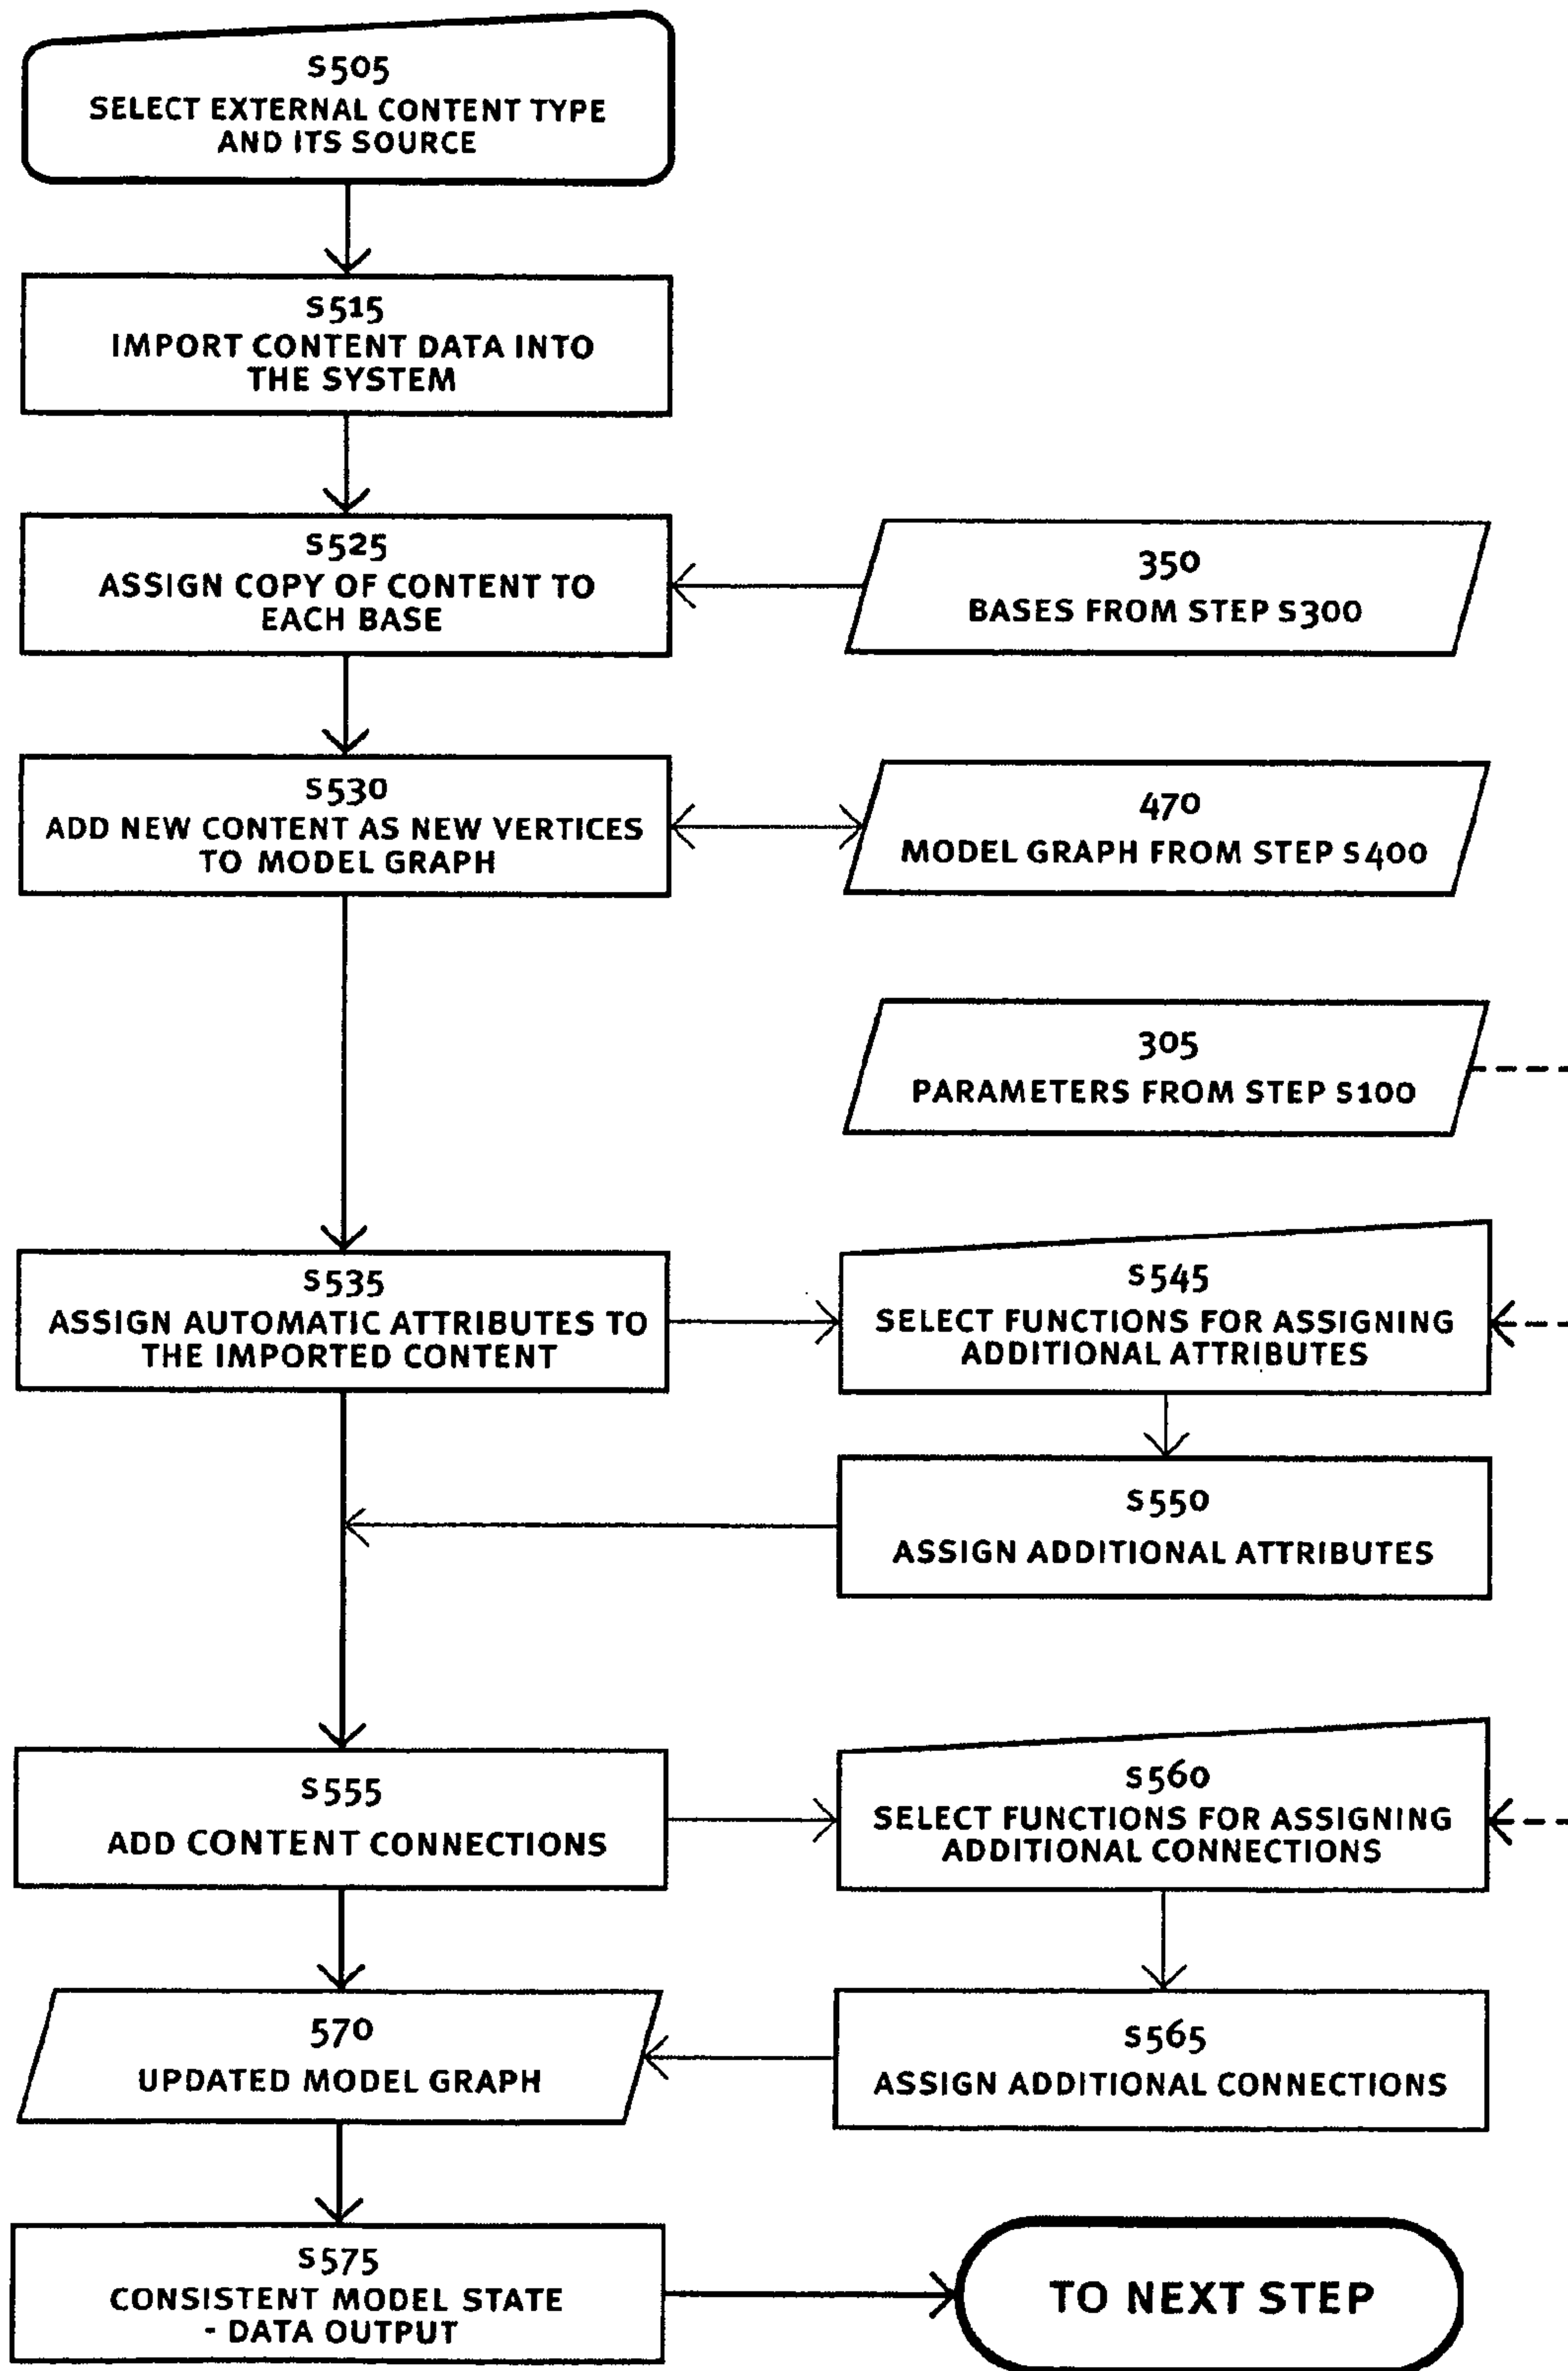 S505
SELECT EXTERNAL CONTENT TYPE
AND ITS SOURCE
S515
IMPORT CONTENT DATA INTO
THE SYSTEM
S525
ASSIGN COPY OF CONTENT TO
EACH BASE
350
BASES FROM STEP S300
S530
ADD NEW CONTENT AS NEW VERTICES
TO MODEL GRAPH
470
MODEL GRAPH FROM STEP S400
305
PARAMETERS FROM STEP S100
S535
ASSIGN AUTOMATIC ATTRIBUTES TO
THE IMPORTED CONTENT
S545
SELECT FUNCTIONS FOR ASSIGNING
ADDITIONAL ATTRIBUTES
S550
ASSIGN ADDITIONAL ATTRIBUTES
S555
ADD CONTENT CONNECTIONS
S560
SELECT FUNCTIONS FOR ASSIGNING
ADDITIONAL CONNECTIONS
570
UPDATED MODEL GRAPH
S565
ASSIGN ADDITIONAL CONNECTIONS
S575
CONSISTENT MODEL STATE
- DATA OUTPUT
TO NEXT STEP